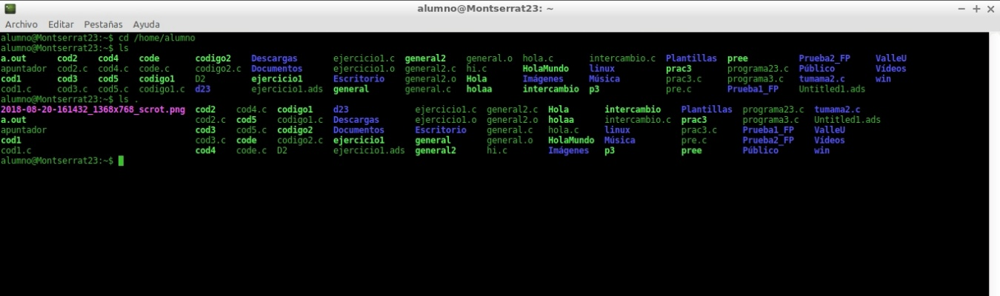 alumno@Montserrat23: ~
Archivo Editar Pestañas Ayuda
alumno@Montserrat23:~$ cd /home/alumno
alumno@Montserrat23:~$ ls
a.out cod2 cod4 code codigo2 Descargas ejercicio1.c general2 general.o hola.c intercambio.c Plantillas pree Prueba2_FP ValleU
apuntador cod2.c cod4.c code.c codigo2.c Documentos ejercicio1.o general2.c hi.c HolaMundo linux prac3 programa23.c Público Vídeos
cod1 cod3 cod5 codigo1 D2 ejercicio1 Escritorio general2.o Hola Imágenes Música prac3.c programa3.c tumama2.c win
cod1.c cod3.c cod5.c codigo1.c d23 ejercicio1.ads general general.c holaa intercambio p3 pre.c Prueba1_FP Untitled1.ads
alumno@Montserrat23:~$ ls .
2018-08-20-161432_1368x768_scrot.png cod2 cod4.c codigo1 d23 ejercicio1.c general2.c Hola intercambio Plantillas programa23.c tumama2.c
a.out cod2.c cod5 codigo1.c Descargas ejercicio1.o general2.o holaa intercambio.c prac3 programa3.c Untitled1.ads
apuntador cod3 cod5.c codigo2 Documentos Escritorio general.c hola.c linux prac3.c Prueba1_FP ValleU
cod1 cod3.c code codigo2.c ejercicio1 general general.o HolaMundo Música pre.c Prueba2_FP Vídeos
cod1.c cod4 code.c D2 ejercicio1.ads general2 hi.c Imágenes p3 pree Público win
alumno@Montserrat23:~$